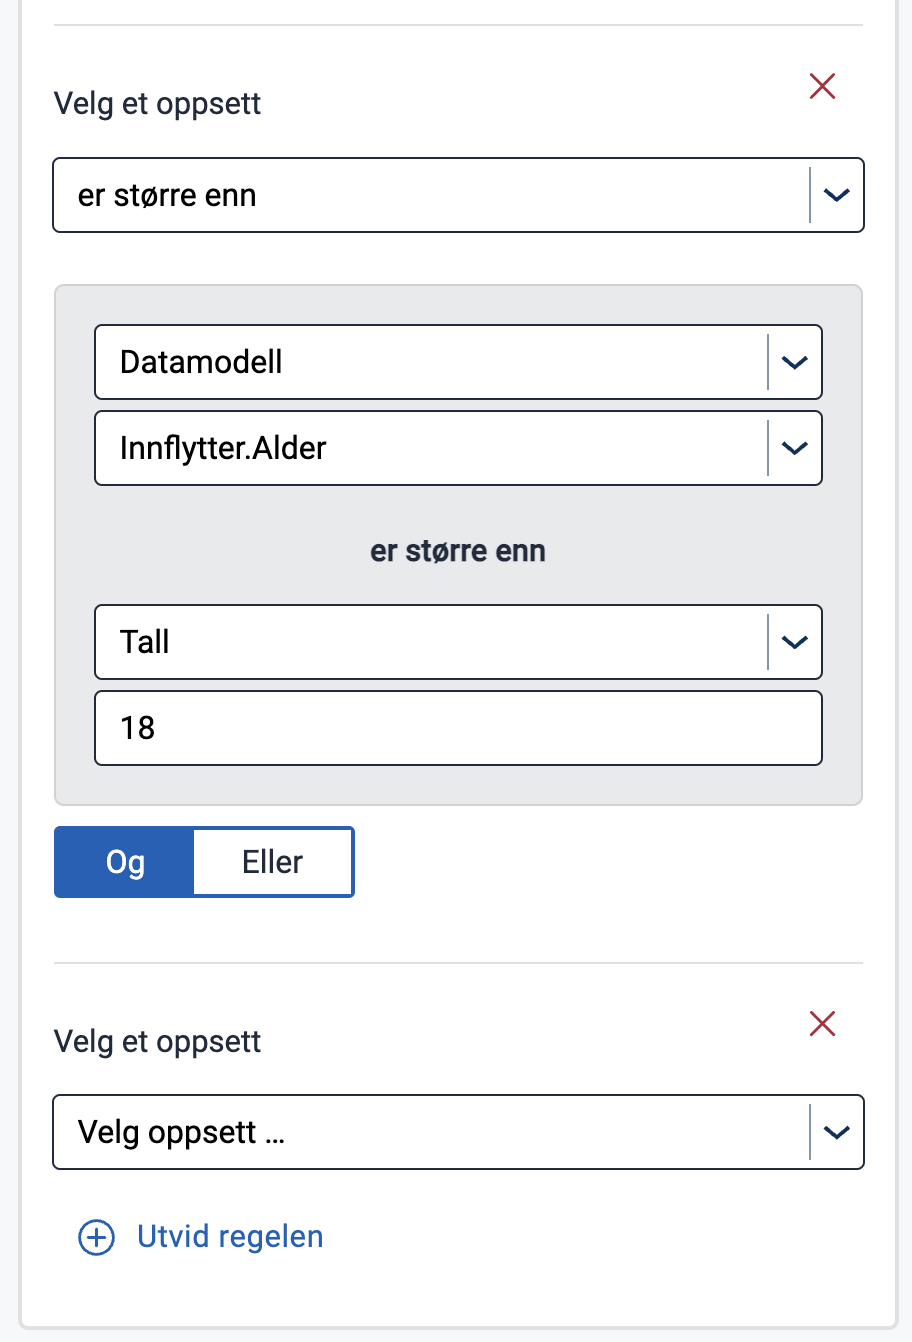 Velg et oppsett
er større enn
Datamodell
Innflytter.Alder
er større enn
Tall
18
Og Eller
Velg et oppsett
Velg oppsett ...
Utvid regelen